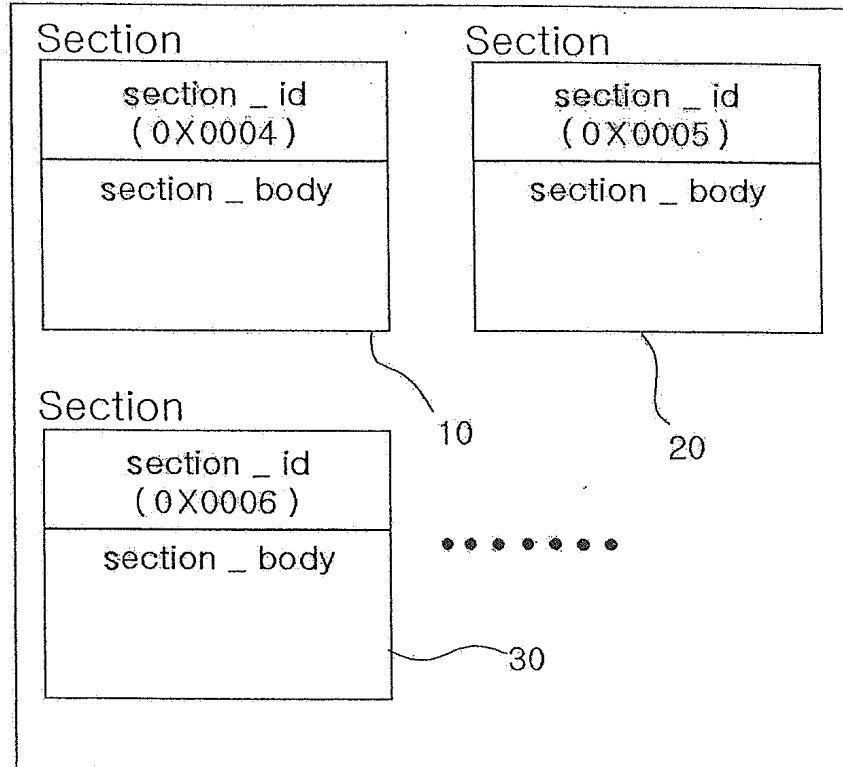 Section
section _ id
( 0X0004 )
section _ body
10
Section
section _ id
( 0X0005 )
section _ body
20
Section
section _ id
( 0X0006 )
section _ body
30